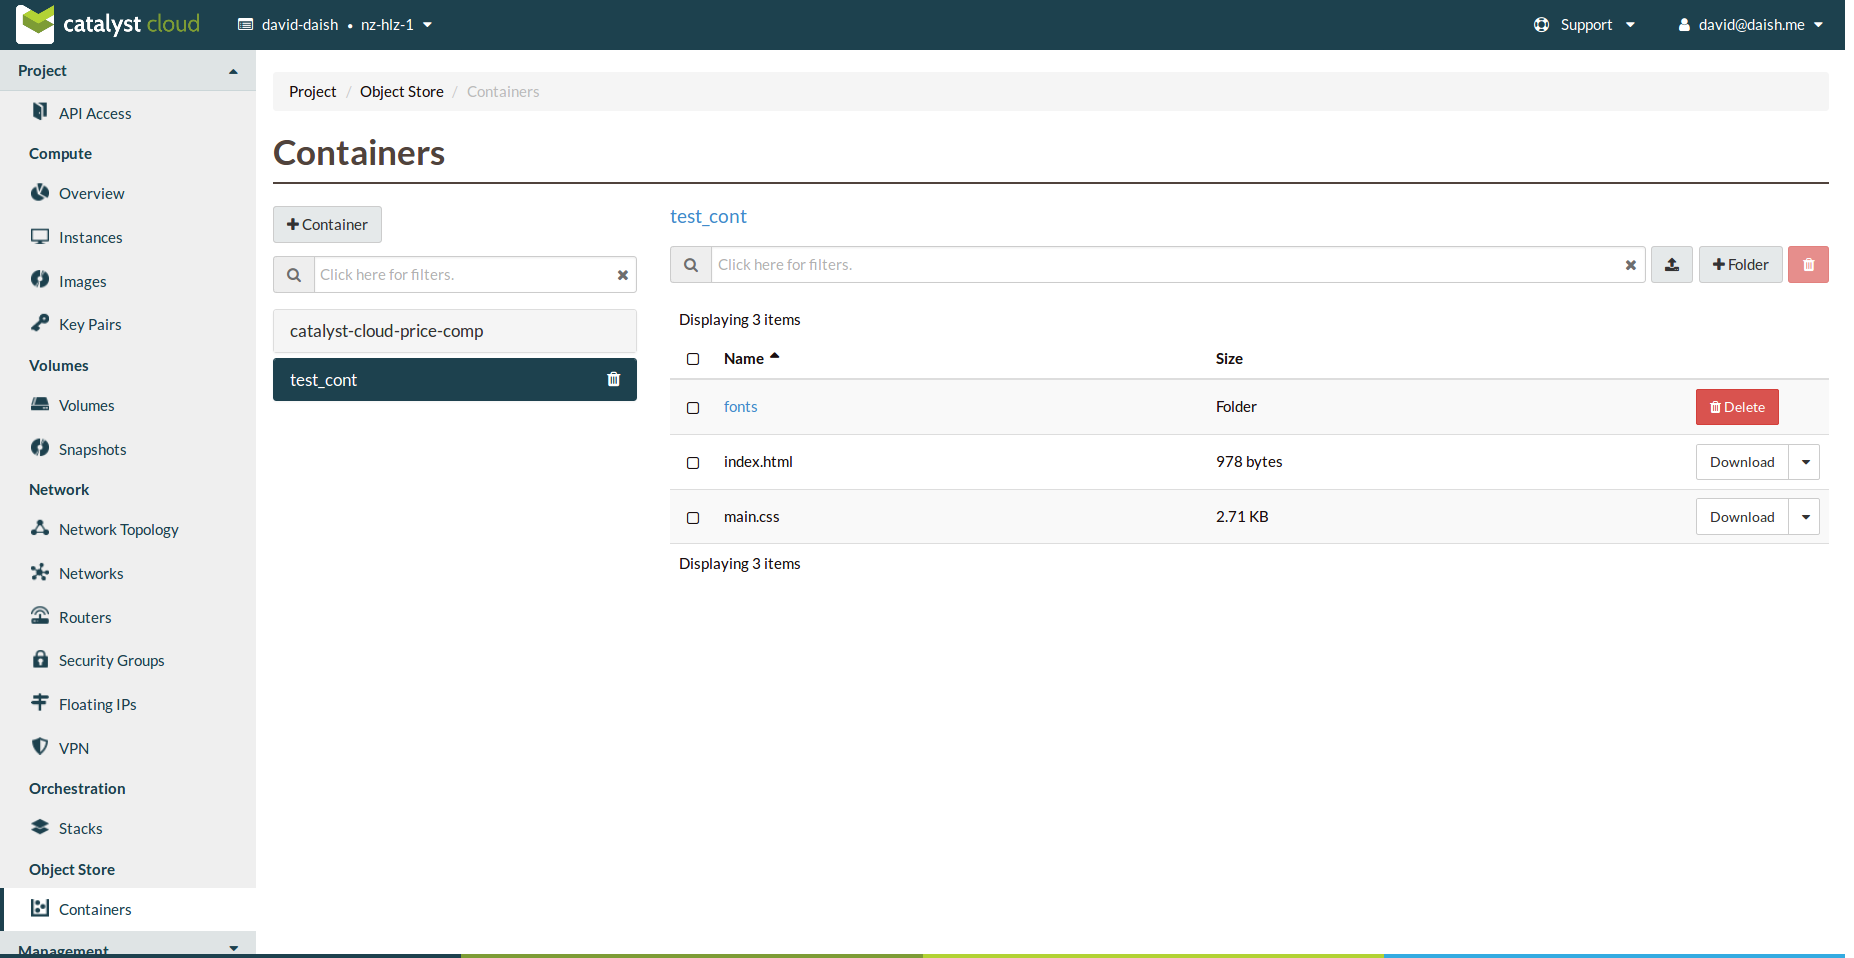 catalyst cloud
david-daish • nz-hlz-1
Support
david@daish.me
Project
API Access
Compute
Overview
Instances
Images
Key Pairs
Volumes
Volumes
Snapshots
Network
Network Topology
Networks
Routers
Security Groups
Floating IPs
VPN
Orchestration
Stacks
Object Store
Containers
Management
Project / Object Store / Containers
Containers
Container
Click here for filters.
catalyst-cloud-price-comp
test_cont
test_cont
Click here for filters.
Folder
Displaying 3 items
Name Size
fonts Folder Delete
index.html 978 bytes Download
main.css 2.71 KB Download
Displaying 3 items